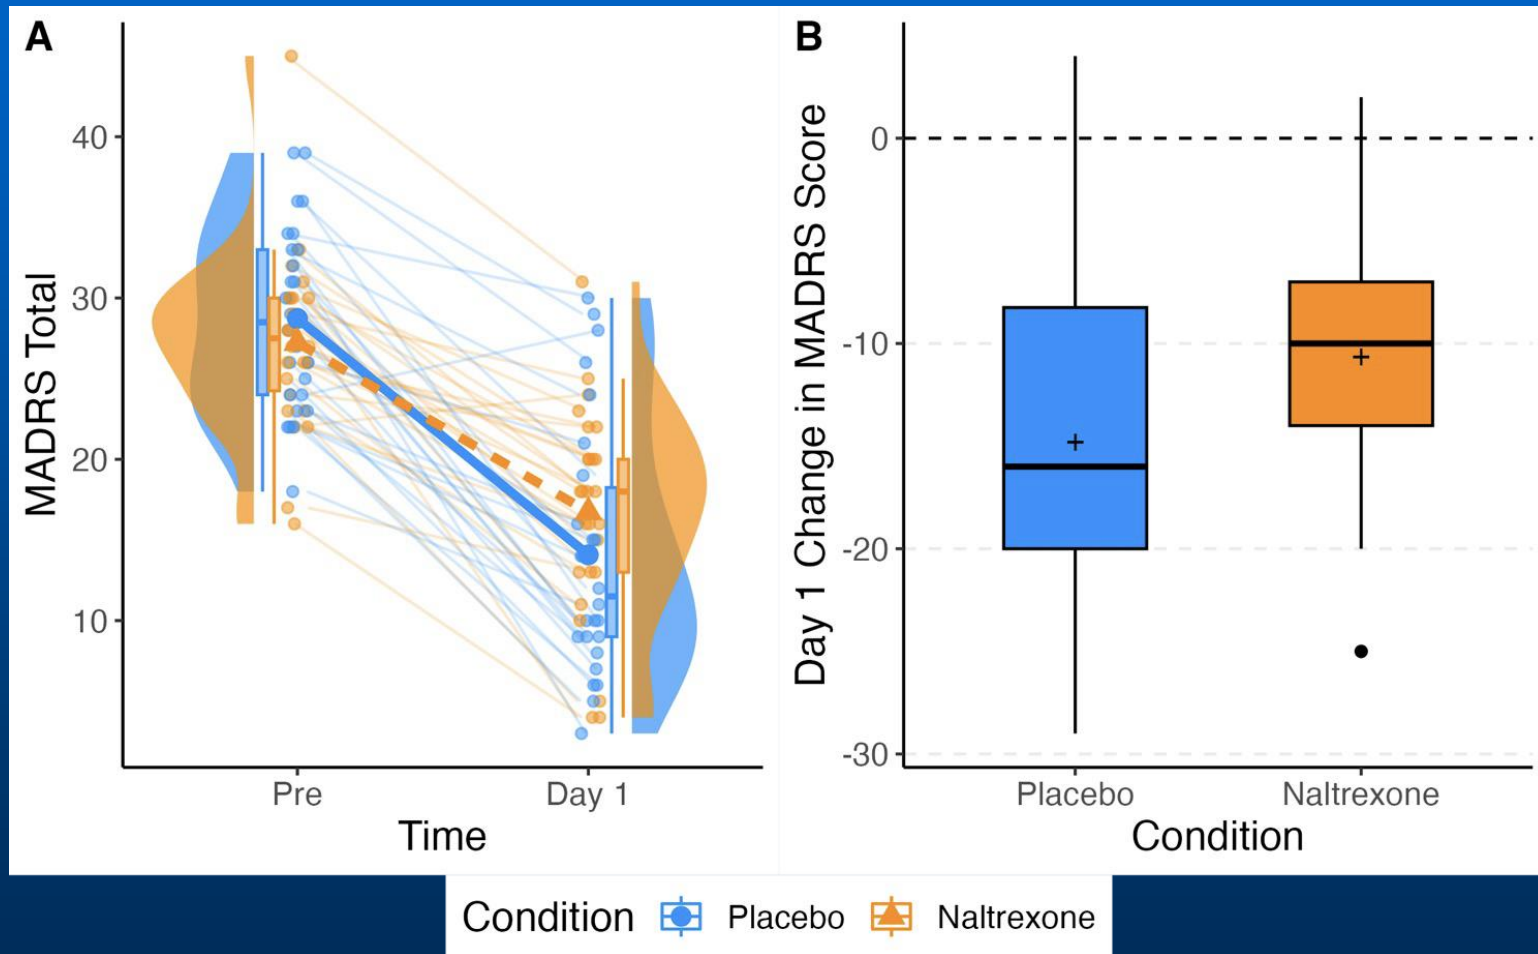 A
MADRS Total
40
30
20
10
Pre
Day 1
Time
B
Day 1 Change in MADRS Score
0
-10
-20
-30
Placebo
Naltrexone
Condition
Condition Placebo Naltrexone